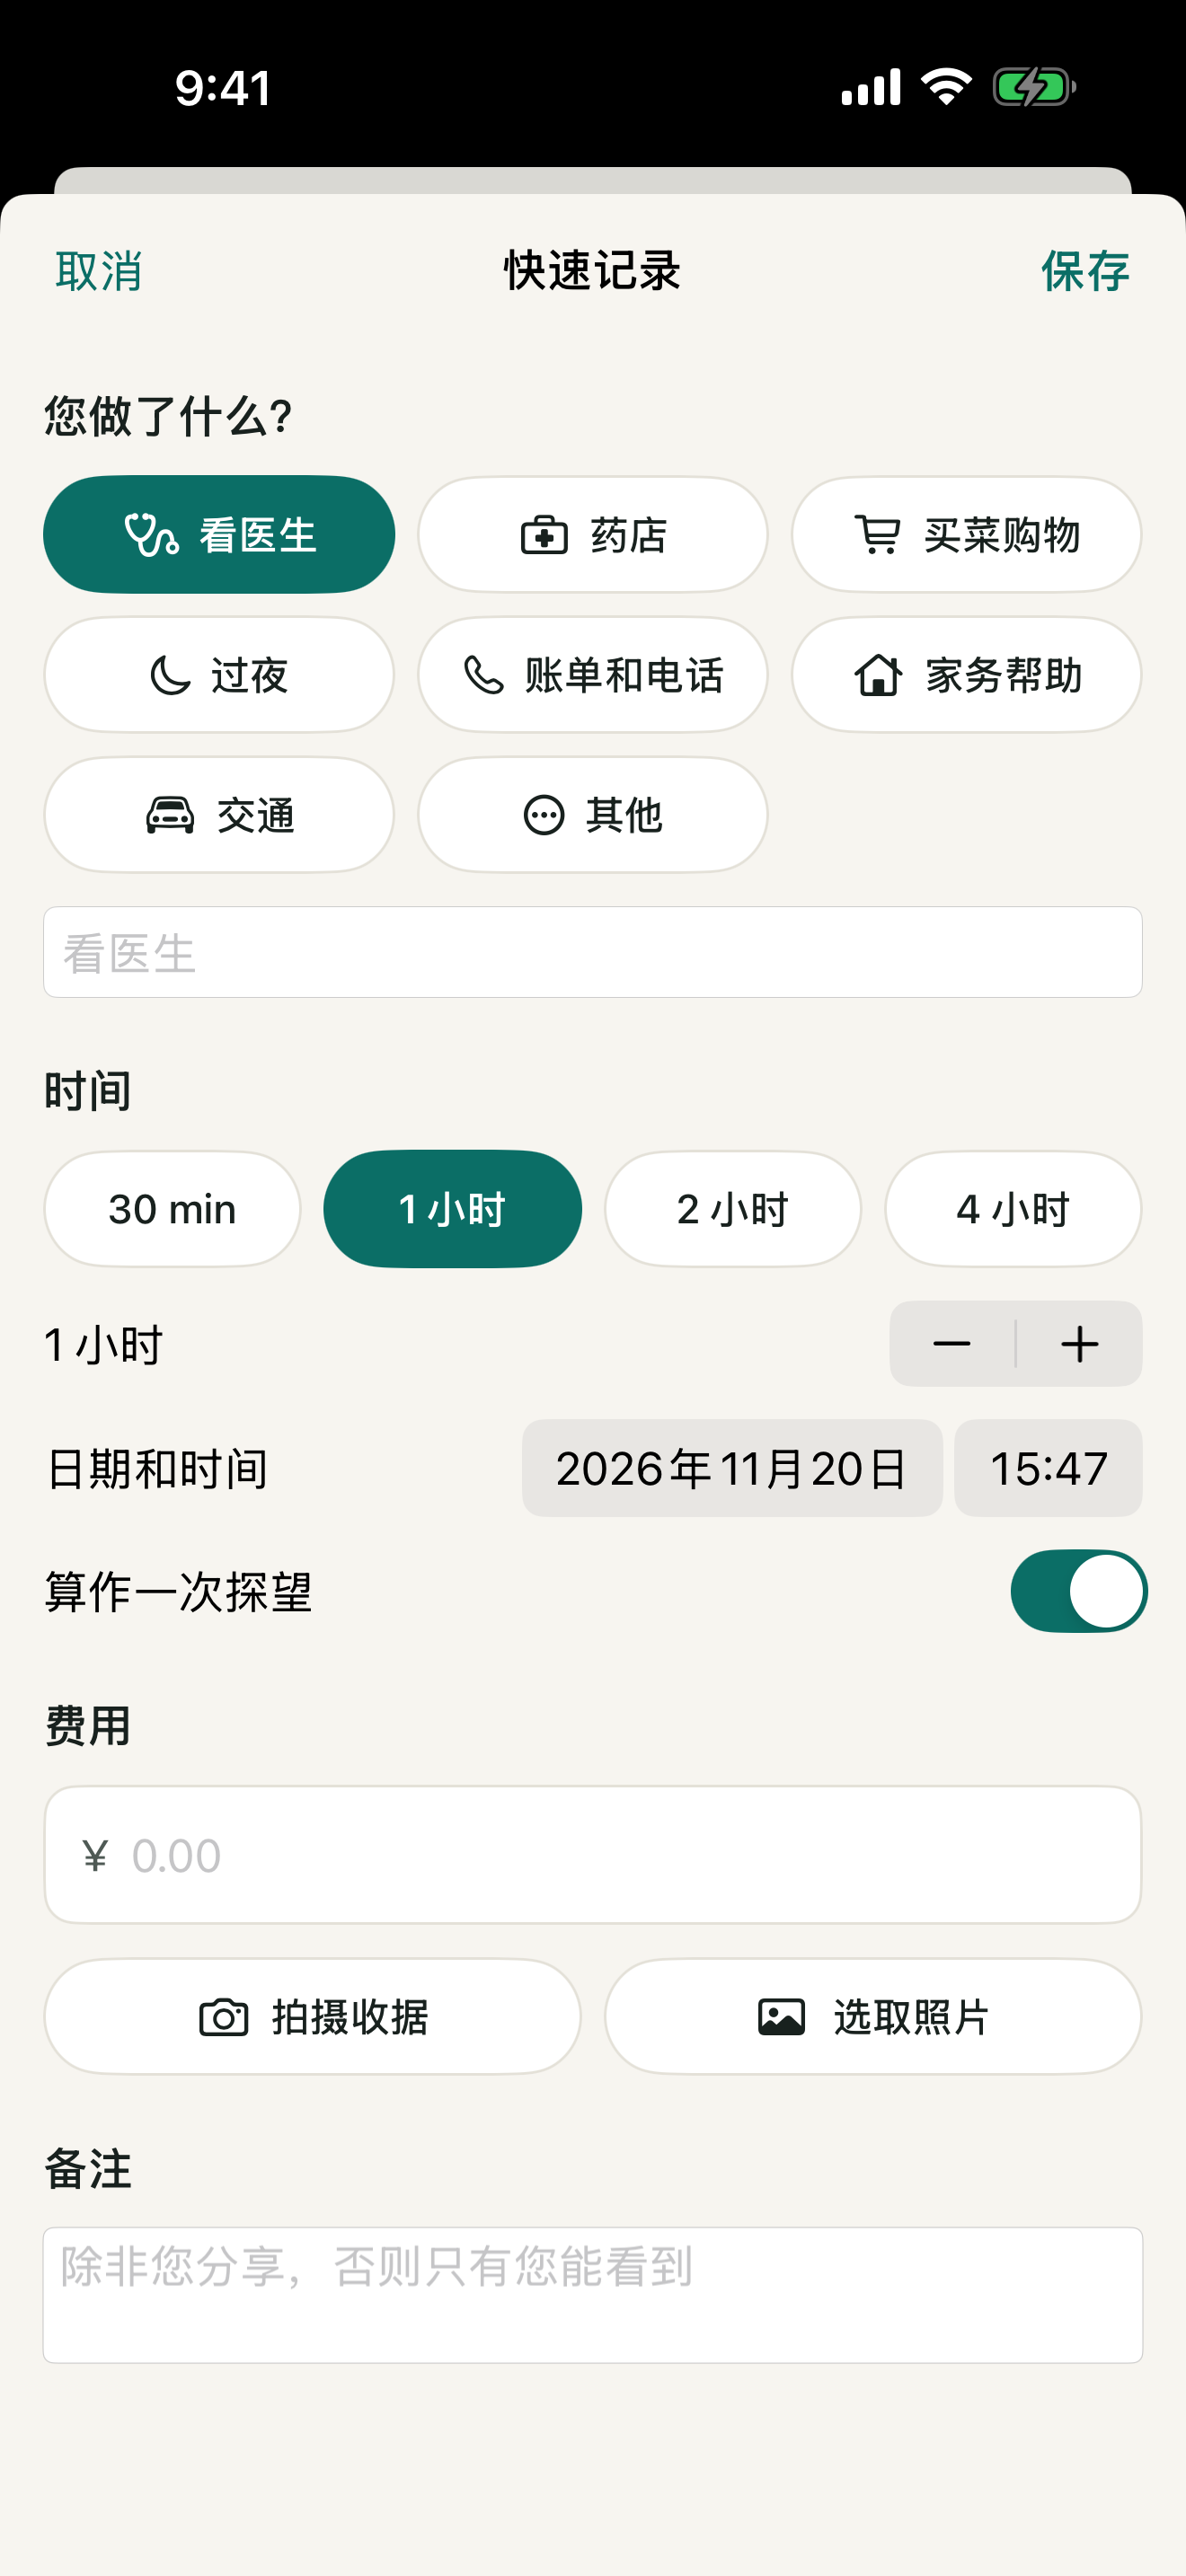 9:41
取消 快速记录 保存
您做了什么?
看医生 药店 买菜购物
过夜 账单和电话 家务帮助
交通 其他
看医生
时间
30 min 1 小时 2 小时 4 小时
1 小时
日期和时间 2026年11月20日 15:47
算作一次探望
费用
¥ 0.00
拍摄收据 选取照片
备注
除非您分享，否则只有您能看到